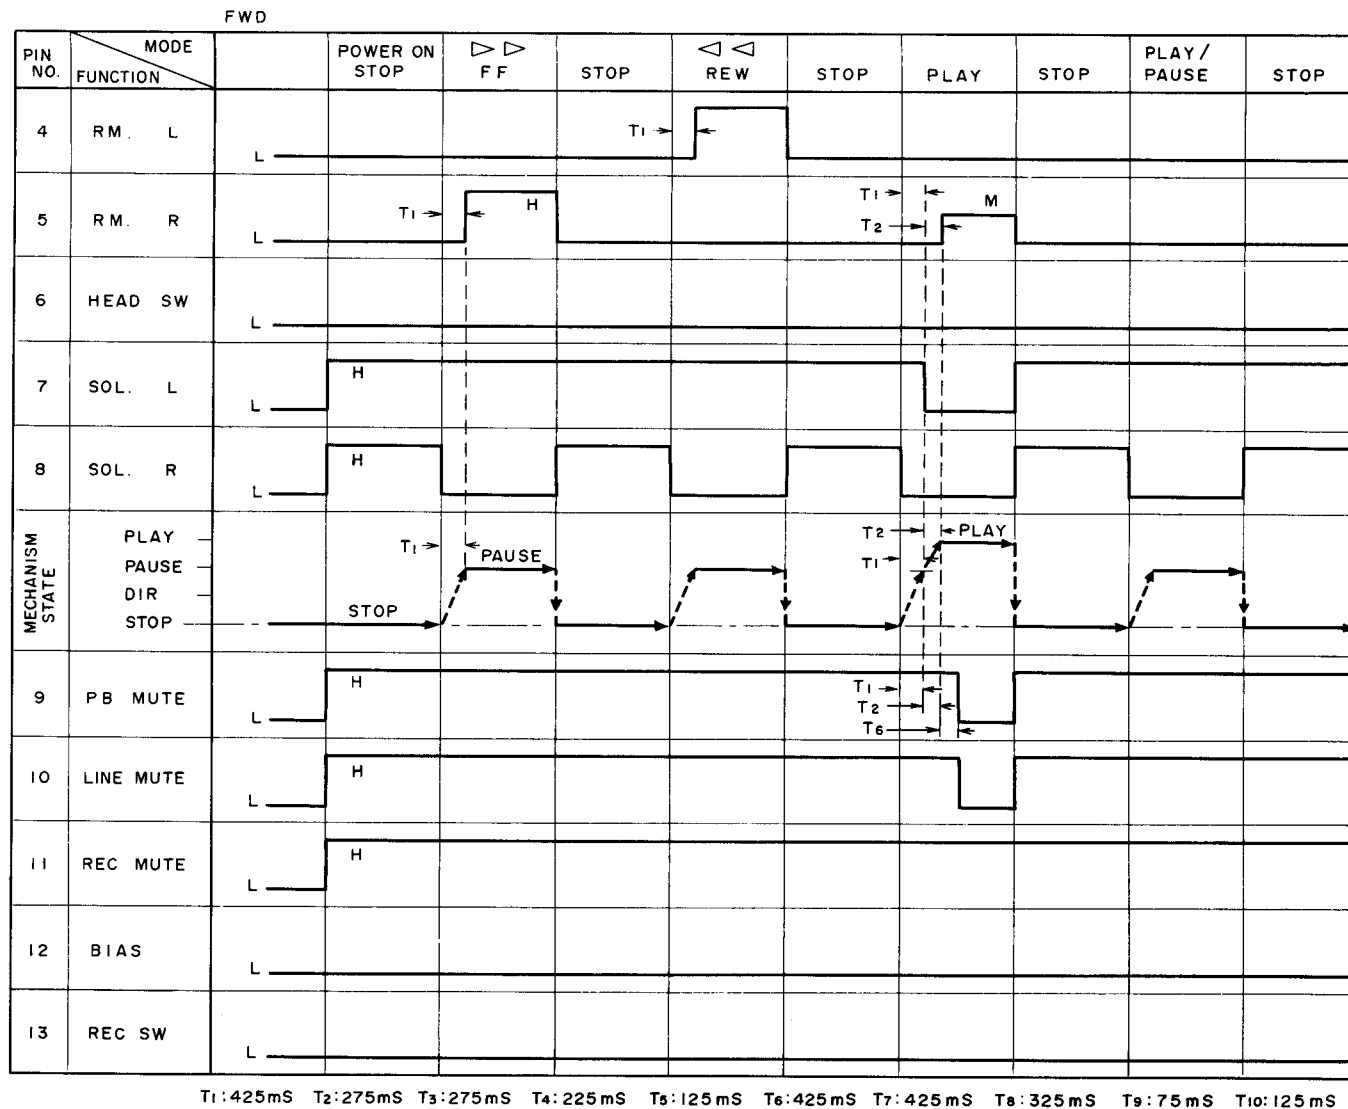 FWD
PIN NO. MODE FUNCTION POWER ON STOP ▷▷ FF STOP ◁◁ REW STOP PLAY STOP PLAY/ PAUSE STOP
4 RM. L L T1
5 RM. R L T1 H T1 T2 M
6 HEAD SW L
7 SOL. L L H
8 SOL. R L H
MECHANISM STATE
PLAY T2 PLAY
PAUSE T1 PAUSE T1
DIR
STOP STOP
9 PB MUTE L H T1 T2 T6
10 LINE MUTE L H
11 REC MUTE L H
12 BIAS L
13 REC SW L
T1:425mS T2:275mS T3:275mS T4:225mS T5:125mS T6:425mS T7:425mS T8:325mS T9:75mS T10:125mS